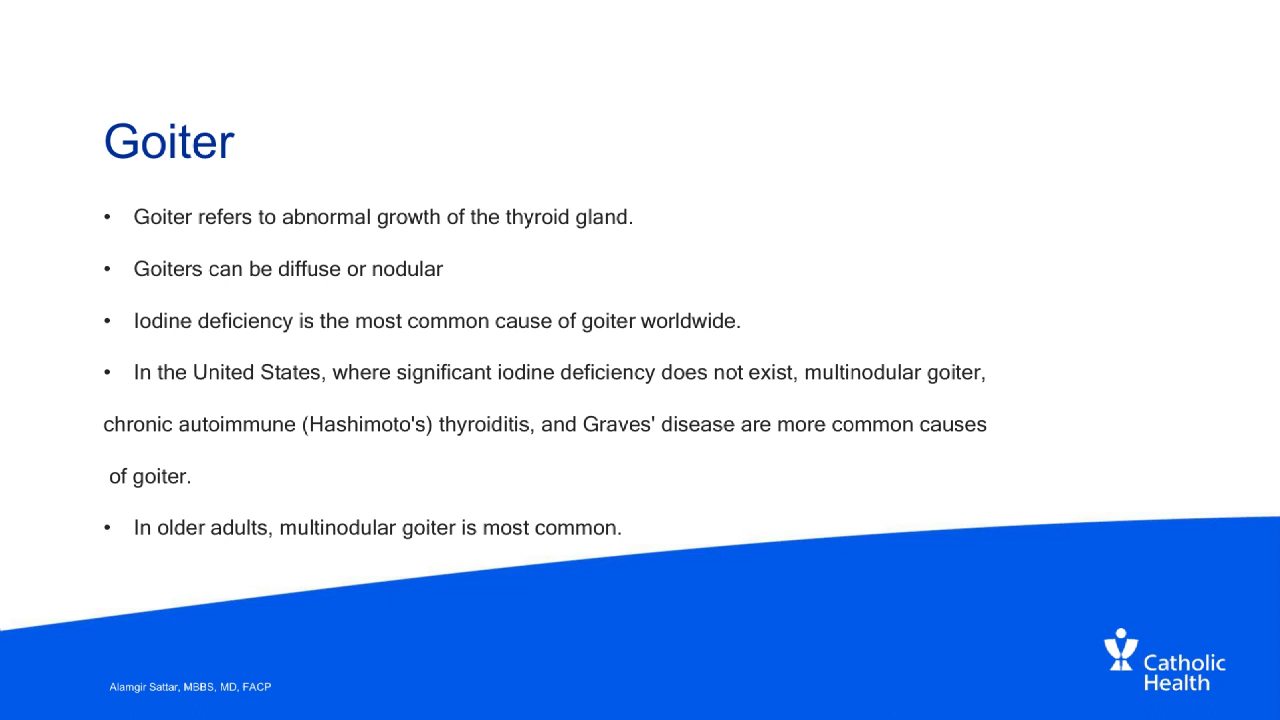 Goiter
• Goiter refers to abnormal growth of the thyroid gland.
• Goiters can be diffuse or nodular
• Iodine deficiency is the most common cause of goiter worldwide.
• In the United States, where significant iodine deficiency does not exist, multinodular goiter,
chronic autoimmune (Hashimoto's) thyroiditis, and Graves' disease are more common causes
of goiter.
• In older adults, multinodular goiter is most common.
Alamgir Sattar, MSBS, MD, FACP
Catholic
Health